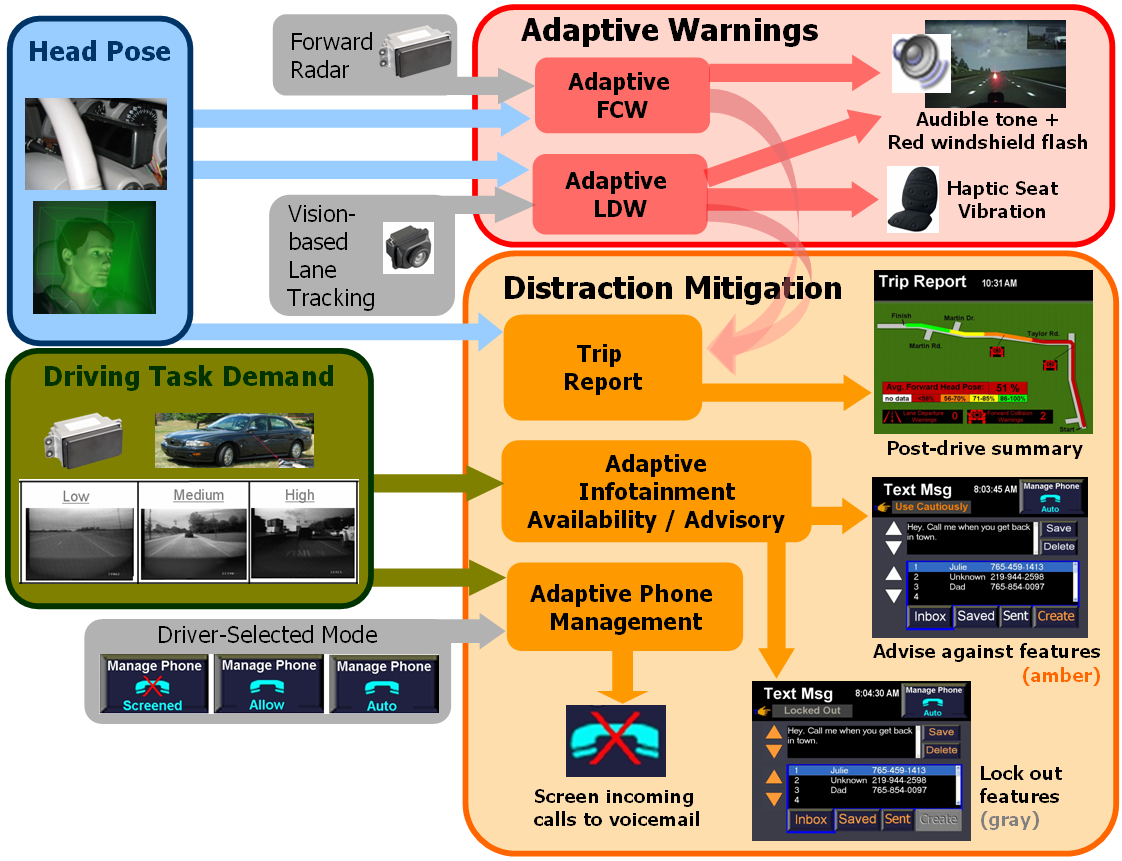 Head Pose
Forward
Radar
Adaptive Warnings
Adaptive
FCW
Audible tone +
Red windshield flash
Adaptive
LDW
Haptic Seat
Vibration
Vision-
based
Lane
Tracking
Distraction Mitigation
Trip
Report
Trip Report 10:31 AM
Finish
Martin Dr.
Martin Rd.
Taylor Rd.
Avg. Forward Head Pose: 51 %
no data <56% 56-70% 71-85% 86-100%
Lane Departure
Warnings 0
Forward Collision
Warnings 2
Start
Post-drive summary
Driving Task Demand
Low Medium High
Adaptive
Infotainment
Availability / Advisory
Text Msg 8:03:45 AM
Use Cautiously
Manage Phone
Auto
Hey. Call me when you get back
in town.
Save
Delete
1 Julie 765-459-1413
2 Unknown 219-944-2598
3 Dad 765-854-0097
4
Inbox Saved Sent Create
Advise against features
(amber)
Adaptive Phone
Management
Driver-Selected Mode
Manage Phone
Screened
Manage Phone
Allow
Manage Phone
Auto
Screen incoming
calls to voicemail
Text Msg 8:04:30 AM
Locked Out
Manage Phone
Auto
Hey. Call me when you get back
in town.
Save
Delete
1 Julie 765-459-1413
2 Unknown 219-944-2598
3 Dad 765-854-0097
4
Inbox Saved Sent Create
Lock out
features
(gray)